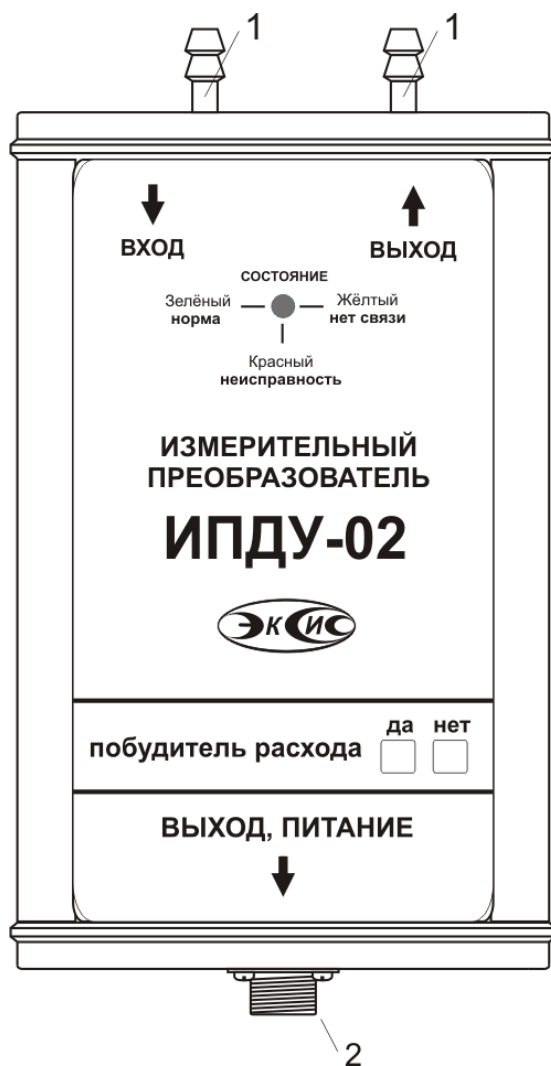 1 1
ВХОД ВЫХОД
СОСТОЯНИЕ
Зелёный Жёлтый
норма нет связи
Красный
неисправность
ИЗМЕРИТЕЛЬНЫЙ
ПРЕОБРАЗОВАТЕЛЬ
ИПДУ-02
ЭКСИС
да нет
побудитель расхода
ВЫХОД, ПИТАНИЕ
2